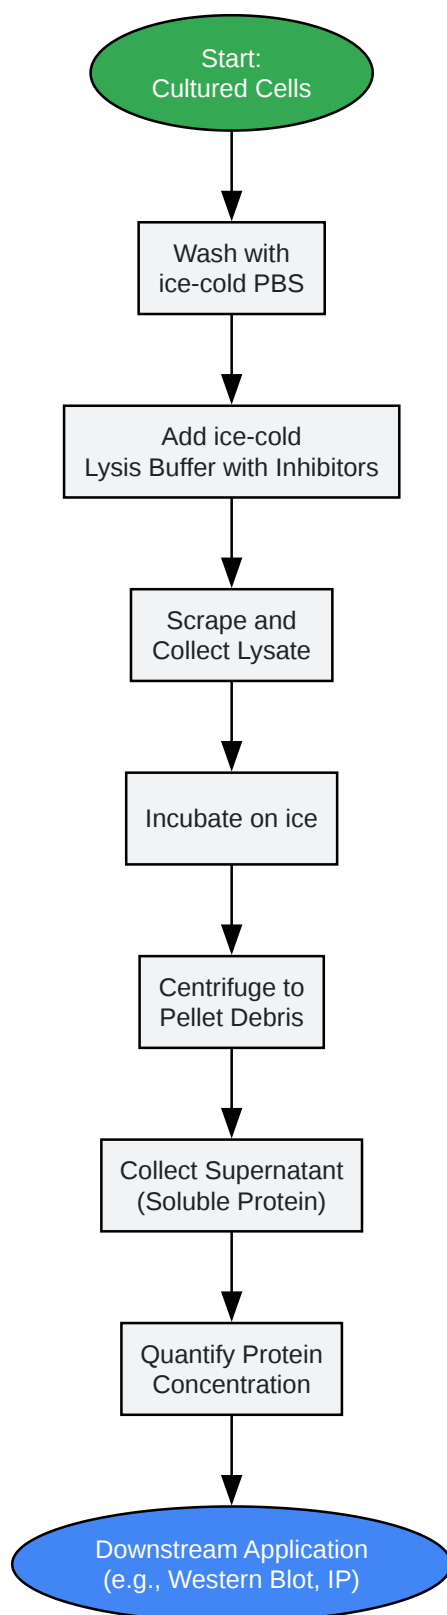 Start:
Cultured Cells
Wash with
ice-cold PBS
Add ice-cold
Lysis Buffer with Inhibitors
Scrape and
Collect Lysate
Incubate on ice
Centrifuge to
Pellet Debris
Collect Supernatant
(Soluble Protein)
Quantify Protein
Concentration
Downstream Application
(e.g., Western Blot, IP)